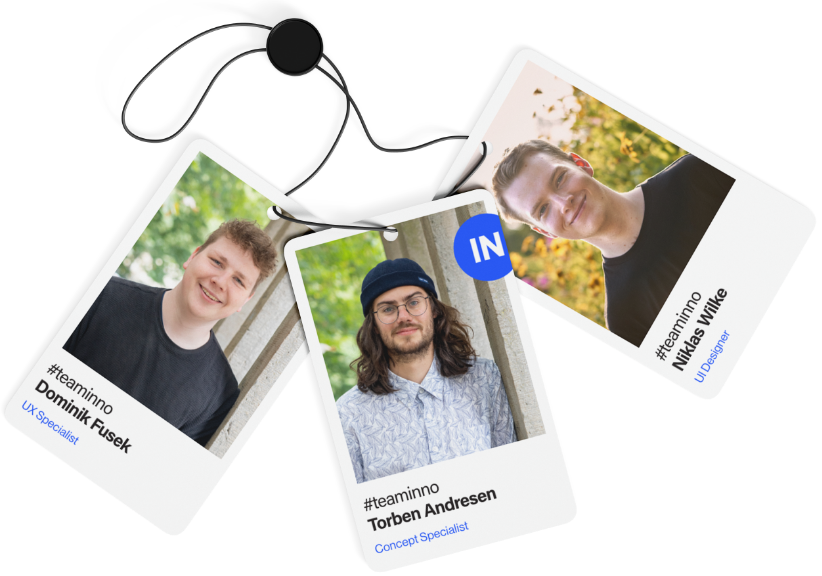 #teaminno
Dominik Fusek
UX Specialist
IN
#teaminno
Torben Andresen
Concept Specialist
#teaminno
Niklas Wilke
UI Designer